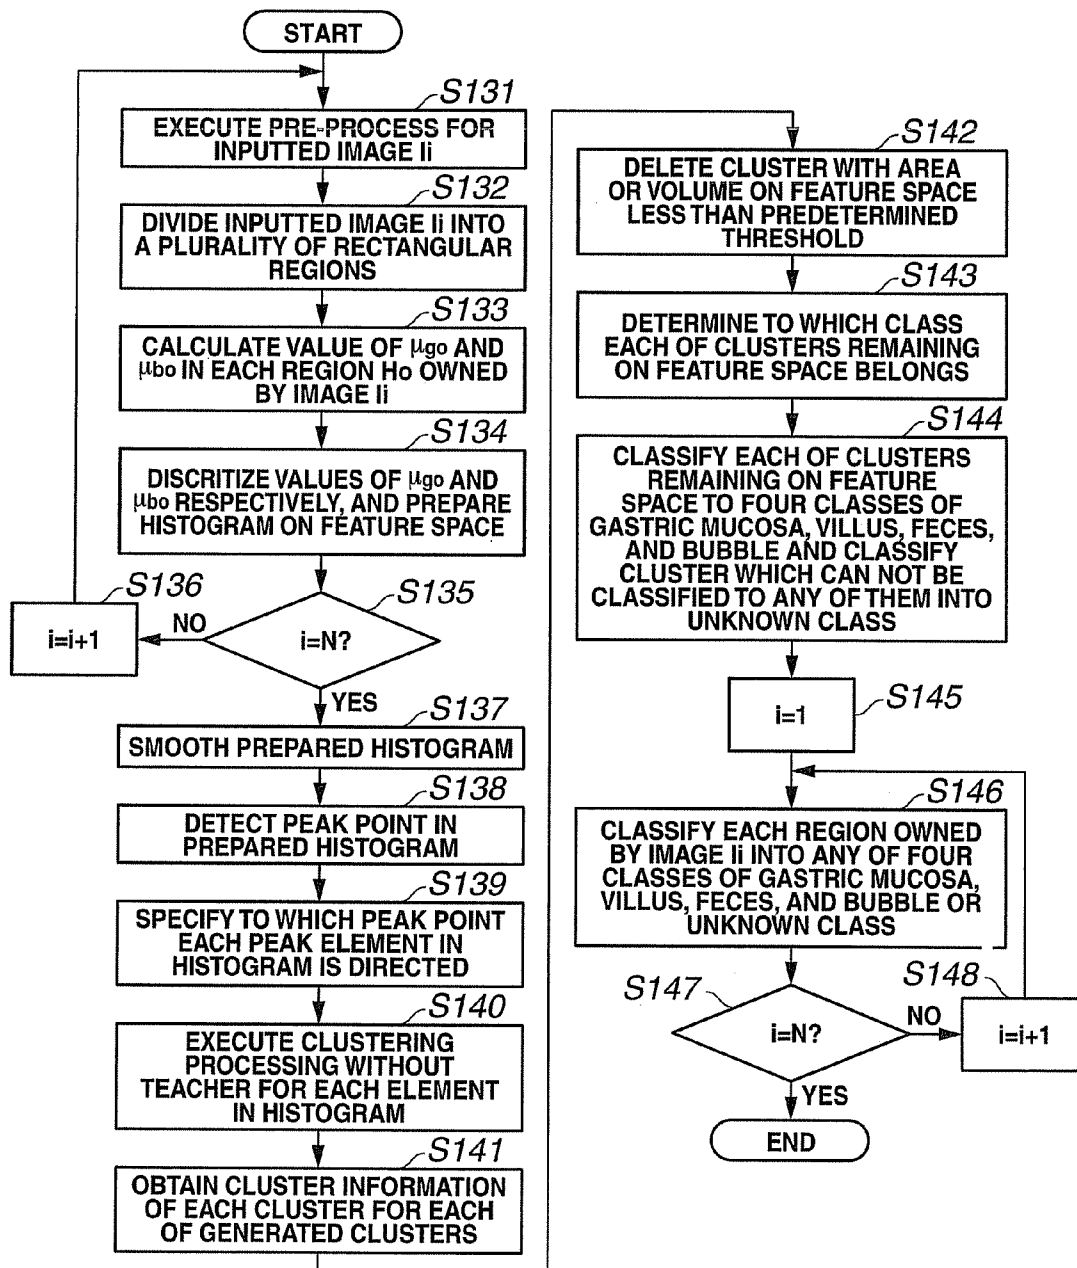 START
S131
EXECUTE PRE-PROCESS FOR
INPUTTED IMAGE Ii
S132
DIVIDE INPUTTED IMAGE Ii INTO
A PLURALITY OF RECTANGULAR
REGIONS
S133
CALCULATE VALUE OF μgo AND
μbo IN EACH REGION Ho OWNED
BY IMAGE Ii
S134
DISCRITIZE VALUES OF μgo AND
μbo RESPECTIVELY, AND PREPARE
HISTOGRAM ON FEATURE SPACE
S135
i=N?
NO
S136
i=i+1
YES
S137
SMOOTH PREPARED HISTOGRAM
S138
DETECT PEAK POINT IN
PREPARED HISTOGRAM
S139
SPECIFY TO WHICH PEAK POINT
EACH PEAK ELEMENT IN
HISTOGRAM IS DIRECTED
S140
EXECUTE CLUSTERING
PROCESSING WITHOUT
TEACHER FOR EACH ELEMENT
IN HISTOGRAM
S141
OBTAIN CLUSTER INFORMATION
OF EACH CLUSTER FOR EACH
OF GENERATED CLUSTERS
S142
DELETE CLUSTER WITH AREA
OR VOLUME ON FEATURE SPACE
LESS THAN PREDETERMINED
THRESHOLD
S143
DETERMINE TO WHICH CLASS
EACH OF CLUSTERS REMAINING
ON FEATURE SPACE BELONGS
S144
CLASSIFY EACH OF CLUSTERS
REMAINING ON FEATURE
SPACE TO FOUR CLASSES OF
GASTRIC MUCOSA, VILLUS, FECES,
AND BUBBLE AND CLASSIFY
CLUSTER WHICH CAN NOT BE
CLASSIFIED TO ANY OF THEM INTO
UNKNOWN CLASS
S145
i=1
S146
CLASSIFY EACH REGION OWNED
BY IMAGE Ii INTO ANY OF FOUR
CLASSES OF GASTRIC MUCOSA,
VILLUS, FECES, AND BUBBLE OR
UNKNOWN CLASS
S147
i=N?
NO
S148
i=i+1
YES
END